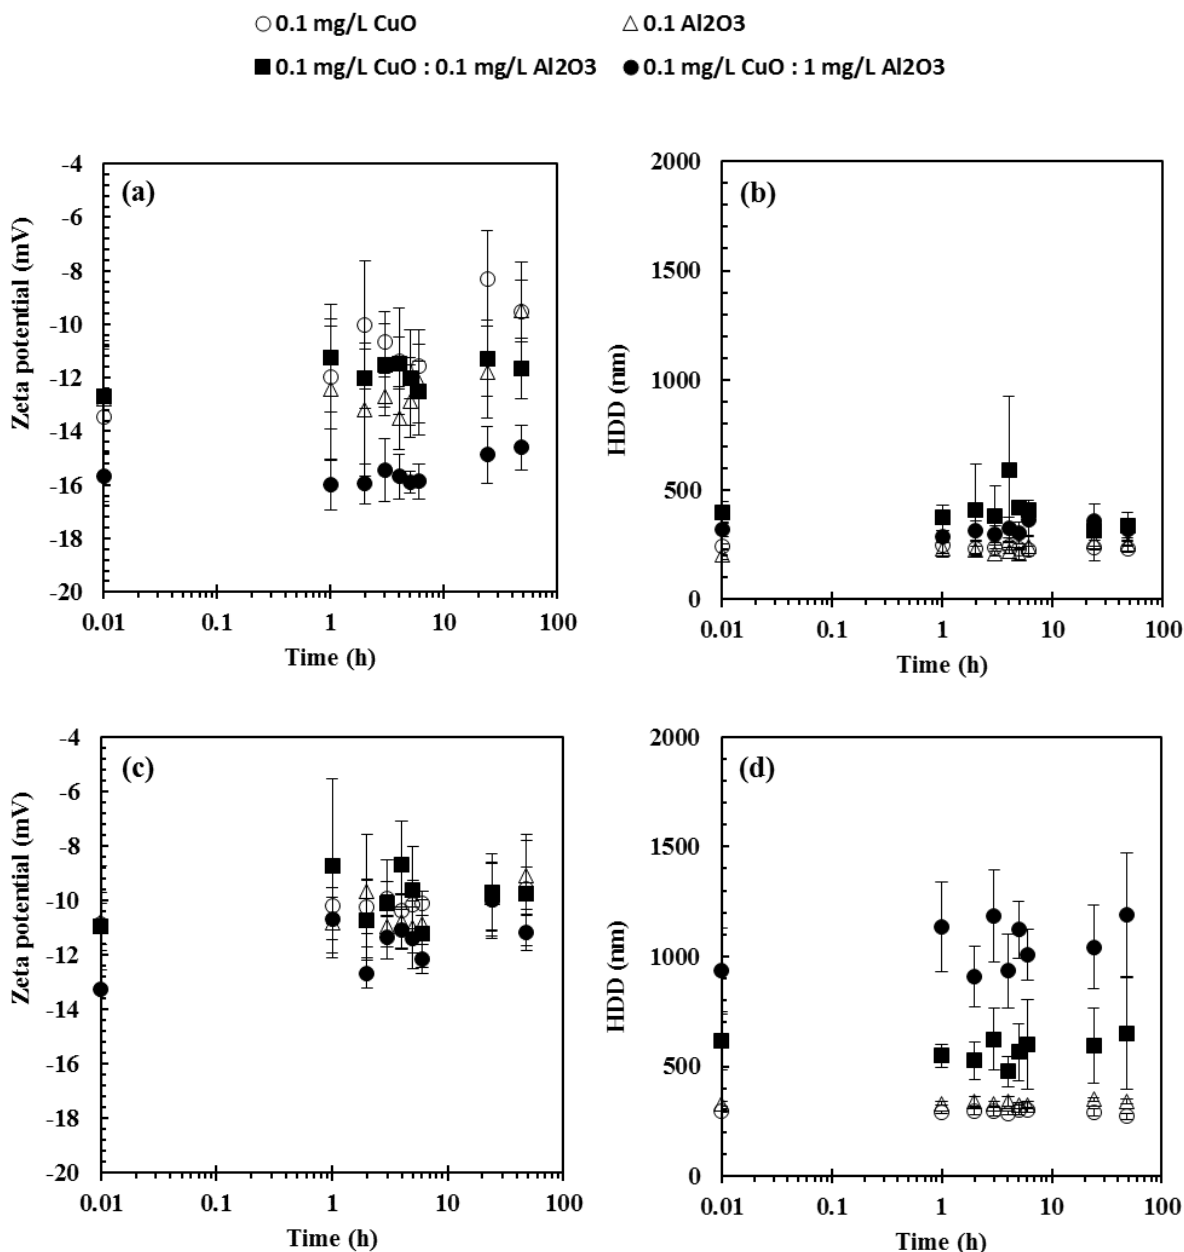 0.1 mg/L CuO 0.1 Al2O3
0.1 mg/L CuO : 0.1 mg/L Al2O3 0.1 mg/L CuO : 1 mg/L Al2O3
(a)
Zeta potential (mV)
-4
-6
-8
-10
-12
-14
-16
-18
-20
0.01 0.1 1 10 100
Time (h)
(b)
HDD (nm)
2000
1500
1000
500
0
0.01 0.1 1 10 100
Time (h)
(c)
Zeta potential (mV)
-4
-6
-8
-10
-12
-14
-16
-18
-20
0.01 0.1 1 10 100
Time (h)
(d)
HDD (nm)
2000
1500
1000
500
0
0.01 0.1 1 10 100
Time (h)